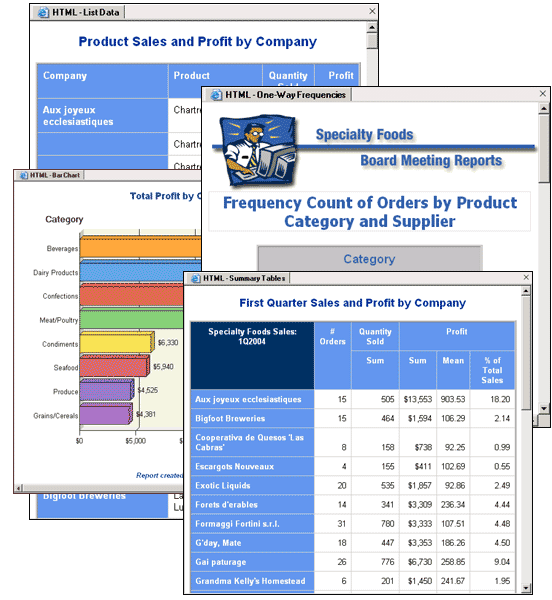 HTML - List Data
Product Sales and Profit by Company
Company Product Quantity Profit
Aux joyeux
ecclesiastiques
HTML - One-Way Frequencies
Specialty Foods
Board Meeting Reports
Frequency Count of Orders by Product
Category and Supplier
Category
HTML - Bar Chart
Total Profit by
Category
Beverages
Dairy Products
Confections
Meat/Poultry
Condiments $6,330
Seafood $5,940
Produce $4,525
Grains/Cereals $4,381
$0 $5,000
Report created
Bigfoot Breweries La
Lu
HTML - Summary Tables
First Quarter Sales and Profit by Company
Specialty Foods Sales:
1Q2004
# Orders
Quantity Sold
Profit
Sum Sum Mean % of Total Sales
Aux joyeux ecclesiastiques 15 505 $13,553 903.53 18.20
Bigfoot Breweries 15 464 $1,594 106.29 2.14
Cooperativa de Quesos 'Las
Cabras' 8 158 $738 92.25 0.99
Escargots Nouveaux 4 155 $411 102.69 0.55
Exotic Liquids 20 535 $1,857 92.86 2.49
Forets d'erables 14 341 $3,309 236.34 4.44
Formaggi Fortini s.r.l. 31 780 $3,333 107.51 4.48
G'day, Mate 18 447 $3,353 186.26 4.50
Gai paturage 26 776 $6,730 258.85 9.04
Grandma Kelly's Homestead 6 201 $1,450 241.67 1.95